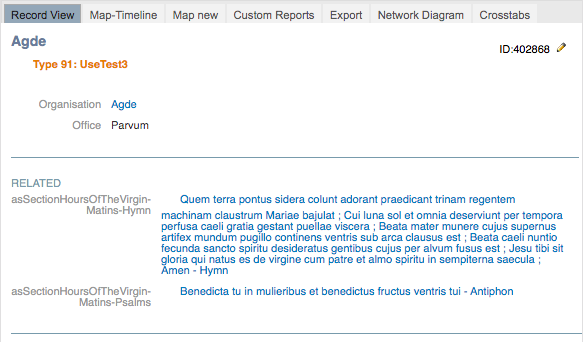 Record View Map-Timeline Map new Custom Reports Export Network Diagram Crosstabs
Agde
ID:402868
Type 91: UseTest3
Organisation Agde
Office Parvum
RELATED
asSectionHoursOfTheVirgin-Matins-Hymn
Quem terra pontus sidera colunt adorant praedicant trinam regentem
machinam claustrum Mariae bajulat ; Cui luna sol et omnia deserviunt per tempora
perfusa caeli gratia gestant puellae viscera ; Beata mater munere cujus supernus
artifex mundum pugillo continens ventris sub arca clausus est ; Beata caeli nuntio
fecunda sancto spiritu desideratus gentibus cujus per alvum fusus est ; Jesu tibi sit
gloria qui natus es de virgine cum patre et almo spiritu in sempiterna saecula ;
Amen - Hymn
asSectionHoursOfTheVirgin-Matins-Psalms
Benedicta tu in mulieribus et benedictus fructus ventris tui - Antiphon